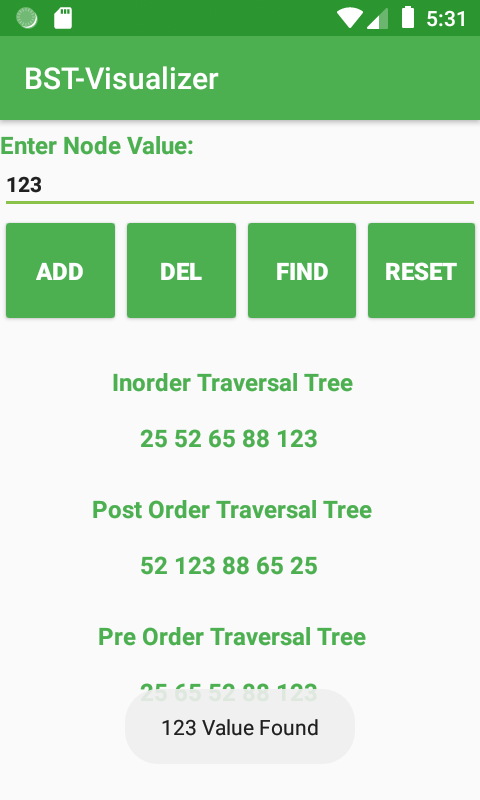 5:31
BST-Visualizer
Enter Node Value:
123
ADD DEL FIND RESET
Inorder Traversal Tree
25 52 65 88 123
Post Order Traversal Tree
52 123 88 65 25
Pre Order Traversal Tree
25 65 52 88 123
123 Value Found